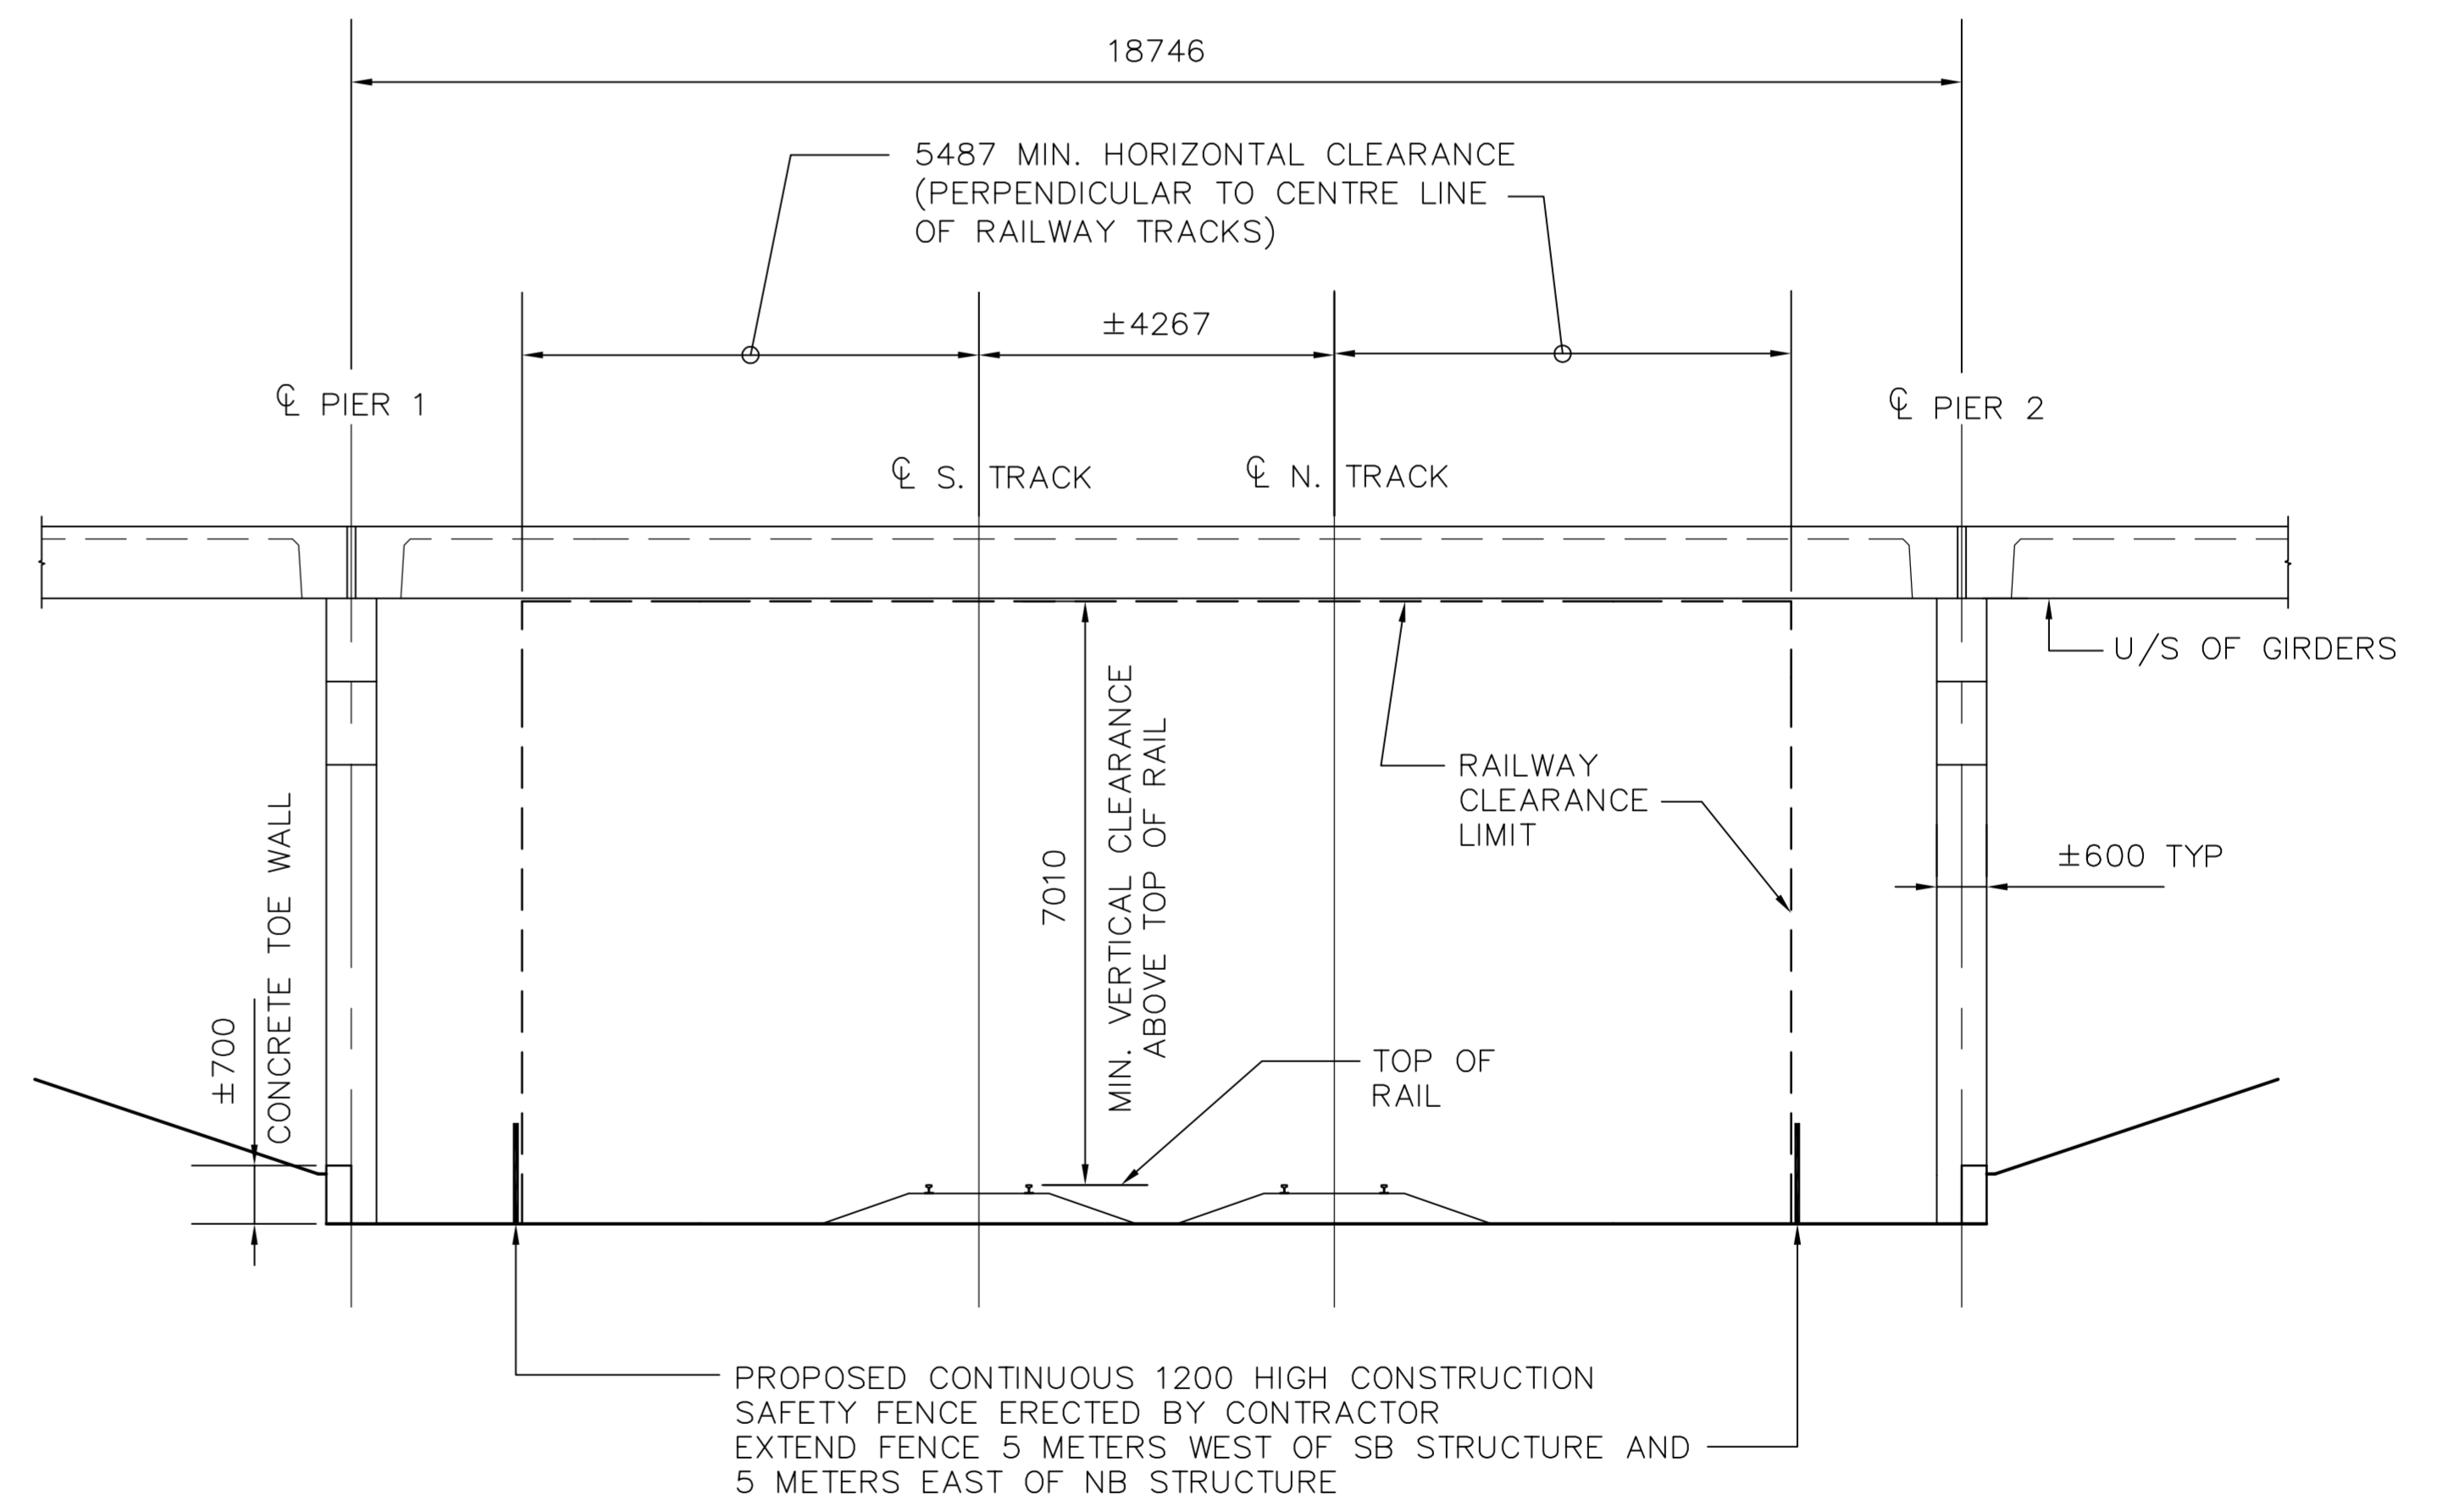 18746
5487 MIN. HORIZONTAL CLEARANCE
(PERPENDICULAR TO CENTRE LINE
OF RAILWAY TRACKS)
±4267
℄ PIER 1
℄ PIER 2
℄ S. TRACK
℄ N. TRACK
U/S OF GIRDERS
RAILWAY
CLEARANCE
LIMIT
±600 TYP
7010
MIN. VERTICAL CLEARANCE
ABOVE TOP OF RAIL
±700
CONCRETE TOE WALL
TOP OF
RAIL
PROPOSED CONTINUOUS 1200 HIGH CONSTRUCTION
SAFETY FENCE ERECTED BY CONTRACTOR
EXTEND FENCE 5 METERS WEST OF SB STRUCTURE AND
5 METERS EAST OF NB STRUCTURE